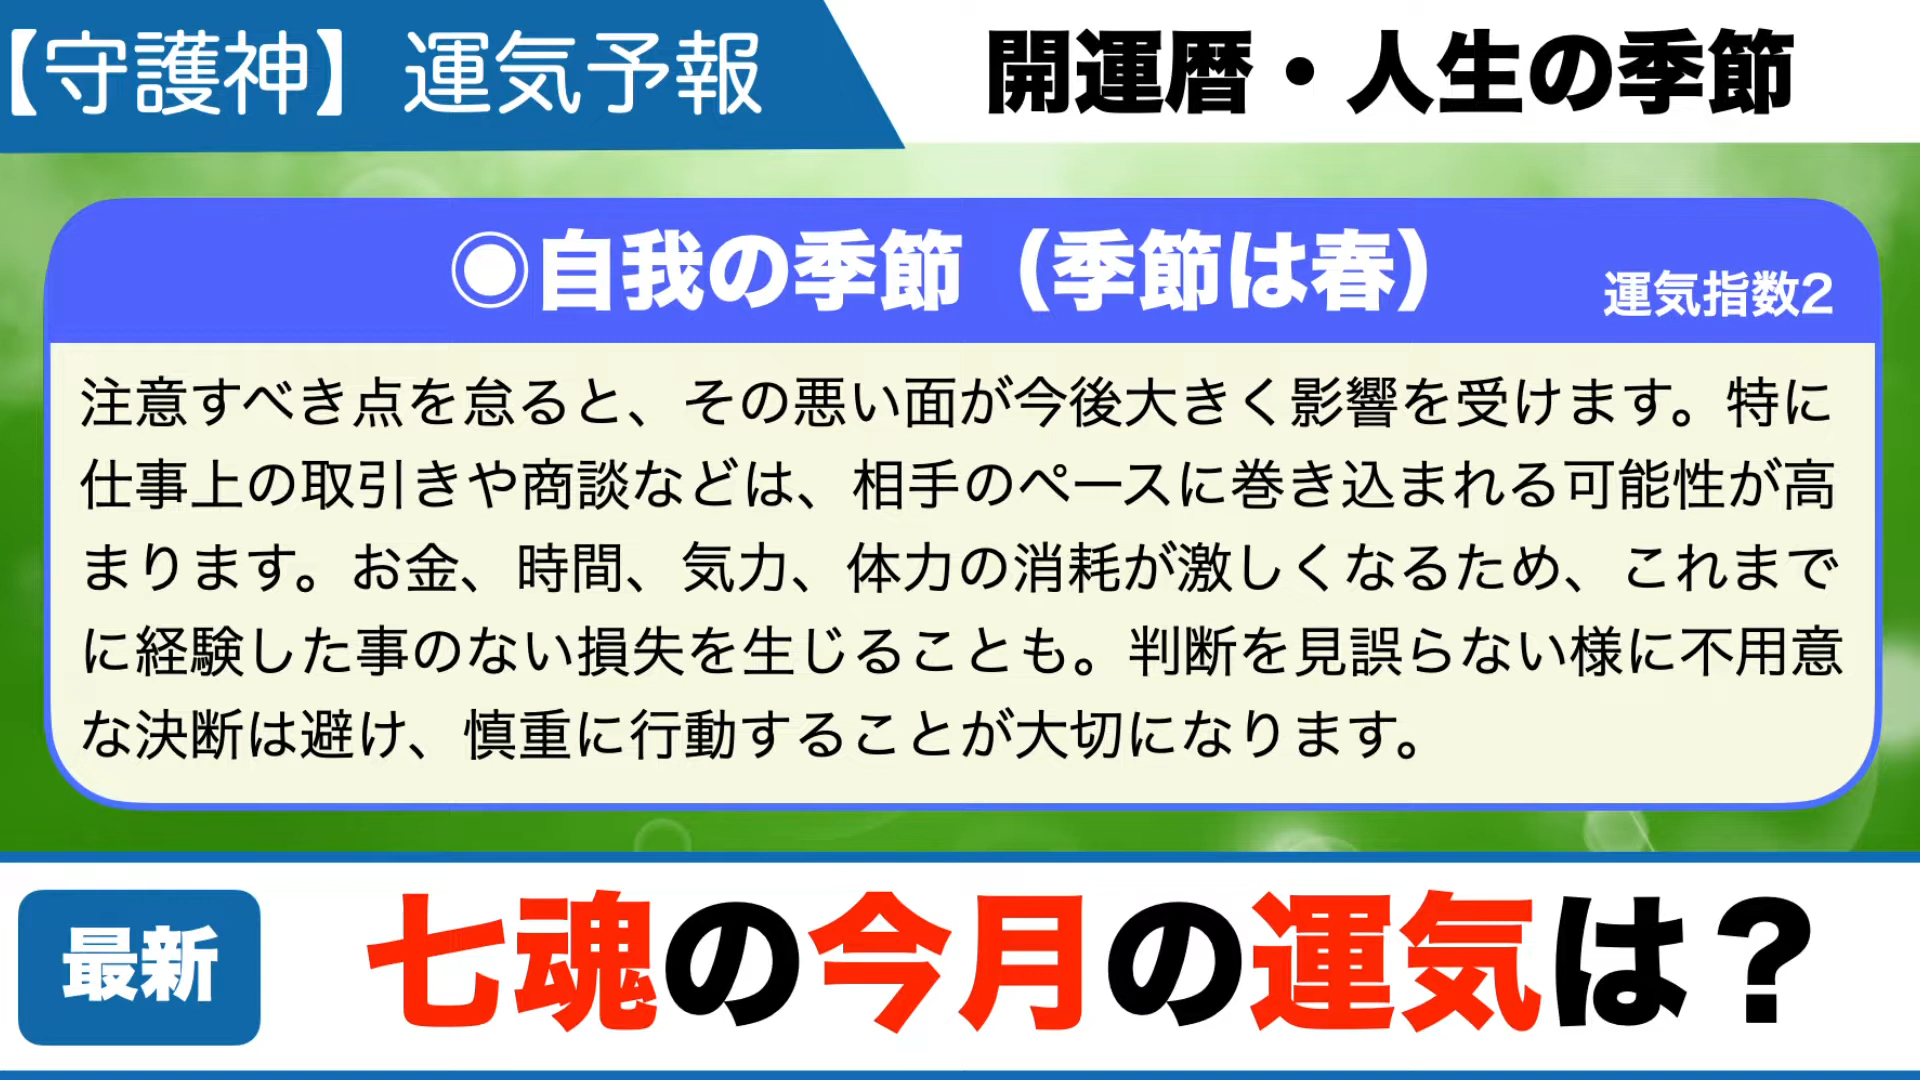 【守護神】運気予報
開運暦・人生の季節
◉自我の季節（季節は春）
運気指数2
注意すべき点を怠ると、その悪い面が今後大きく影響を受けます。特に
仕事上の取引きや商談などは、相手のペースに巻き込まれる可能性が高
まります。お金、時間、気力、体力の消耗が激しくなるため、これまで
に経験した事のない損失を生じることも。判断を見誤らない様に不用意
な決断は避け、慎重に行動することが大切になります。
最新
七魂の今月の運気は？